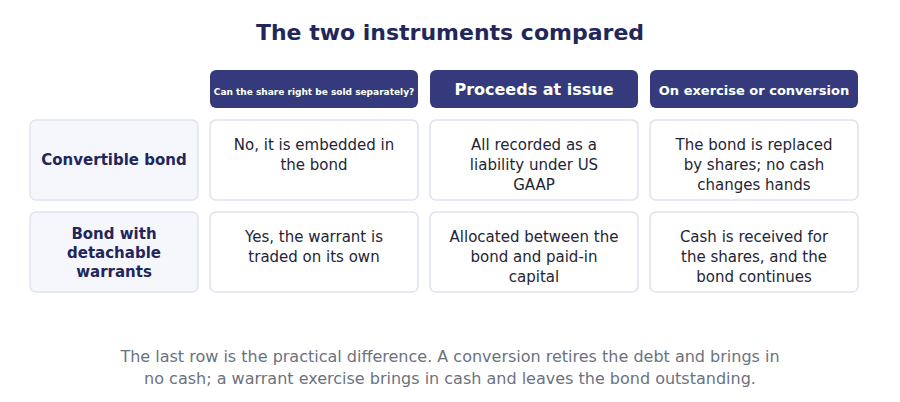 The two instruments compared
Can the share right be sold separately?
Proceeds at issue
On exercise or conversion
Convertible bond
No, it is embedded in
the bond
All recorded as a
liability under US
GAAP
The bond is replaced
by shares; no cash
changes hands
Bond with
detachable
warrants
Yes, the warrant is
traded on its own
Allocated between the
bond and paid-in
capital
Cash is received for
the shares, and the
bond continues
The last row is the practical difference. A conversion retires the debt and brings in
no cash; a warrant exercise brings in cash and leaves the bond outstanding.